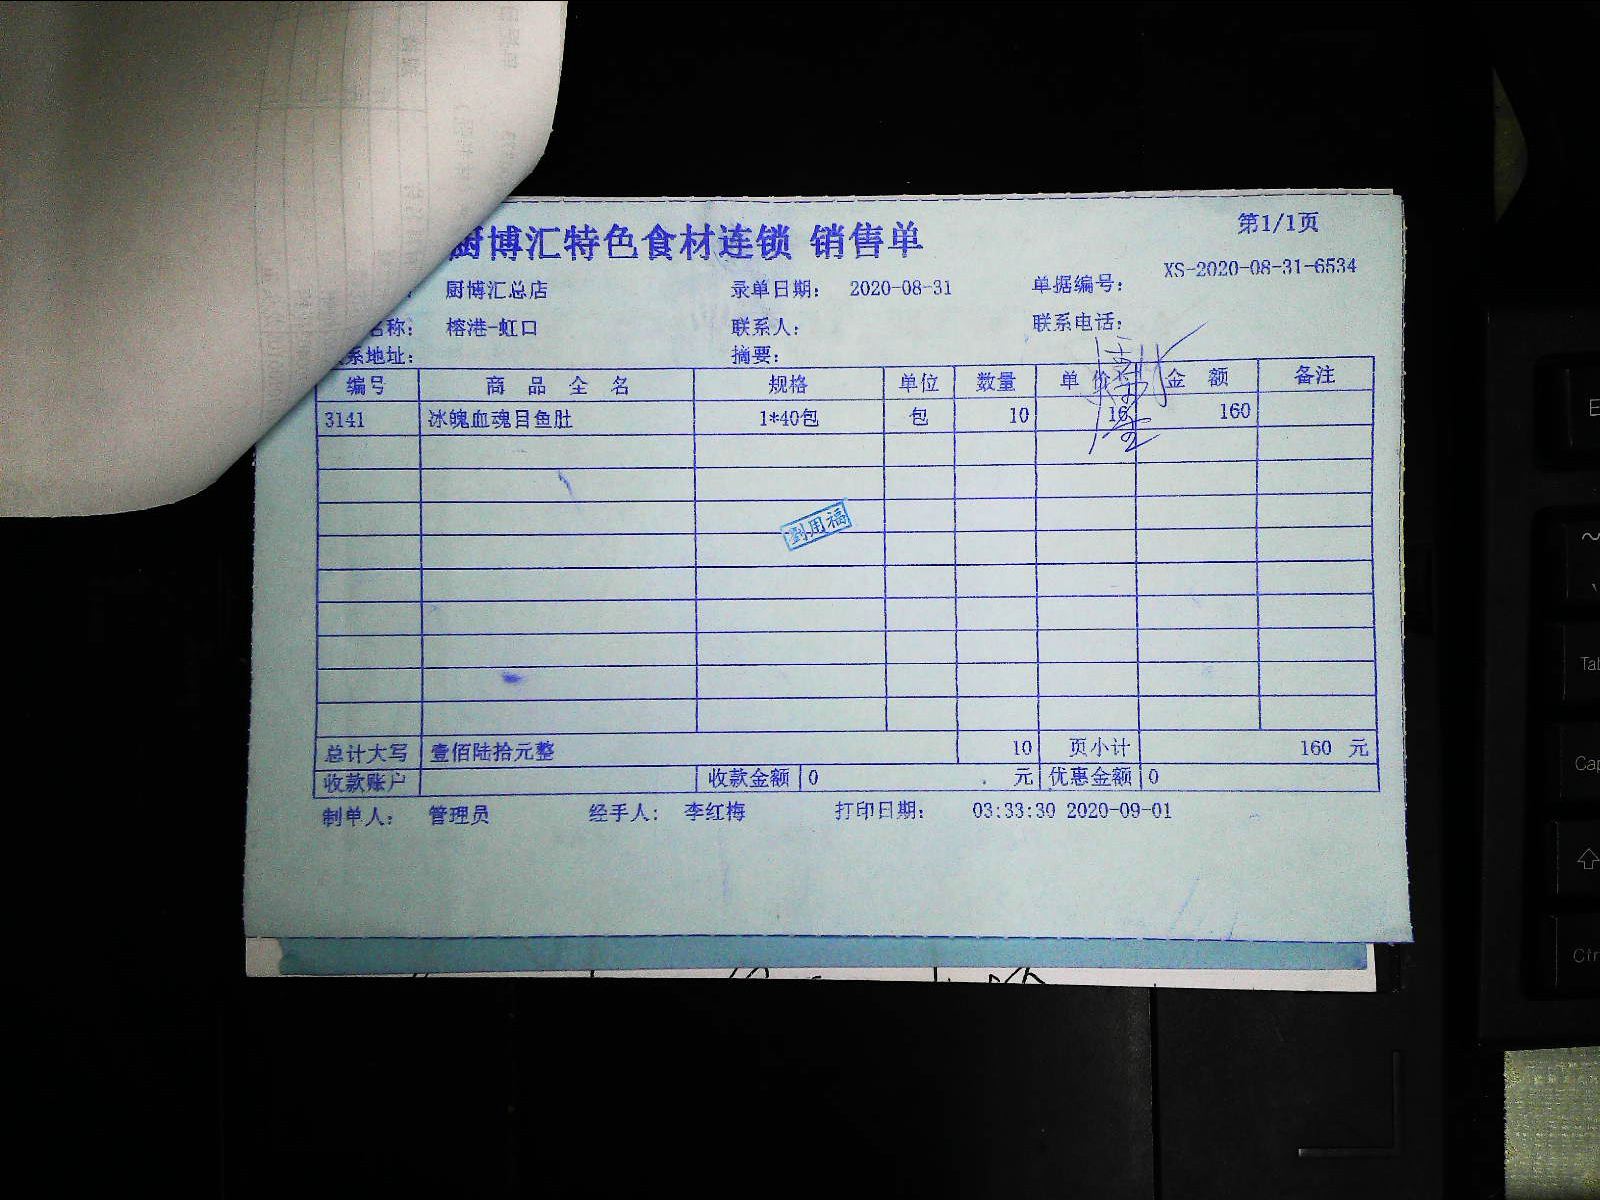 厨博汇特色食材连锁 销售单
第1/1页
厨博汇总店 录单日期: 2020-08-31 单据编号: XS-2020-08-31-6534
名称: 榕港-虹口 联系人: 联系电话:
系地址: 摘要:
编号 商品全名 规格 单位 数量 单价 金额 备注
3141 冰魄血魂目鱼肚 1*40包 包 10 16 160
总计大写 壹佰陆拾元整 10 页小计 160 元
收款账户 收款金额 0 元 优惠金额 0
制单人: 管理员 经手人: 李红梅 打印日期: 03:33:30 2020-09-01